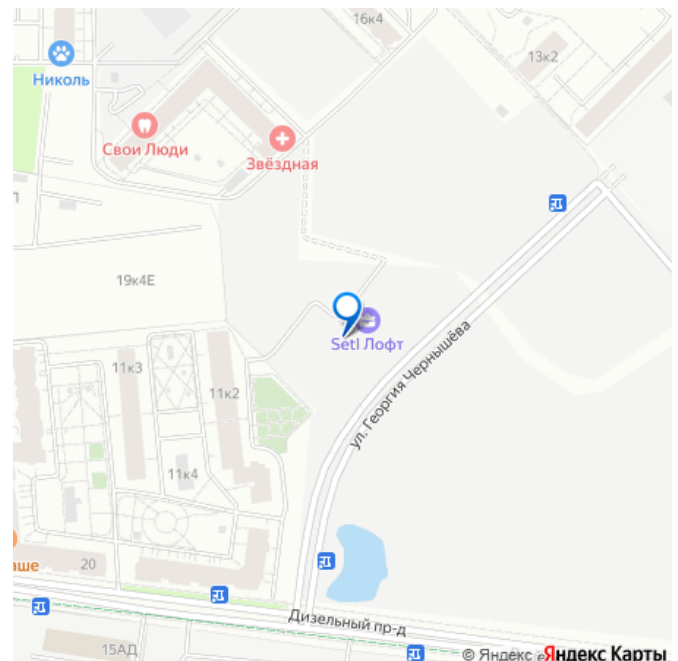 16к4
13к2
Николь
Свои Люди
Звёздная
19к4Е
Setl Лофт
ул. Георгия Чернышёва
11к3
11к2
11к4
аше
20
Дизельный пр-д
15АД
© Яндекс Яндекс Карты